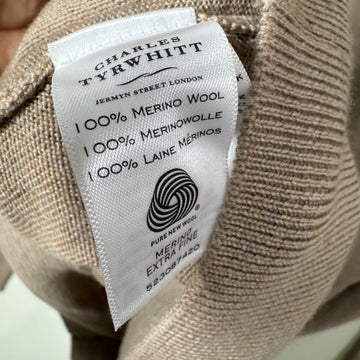 CHARLES
TYRWHITT
JERMYN STREET LONDON
100% MERINO WOOL
100% MERINOWOLLE
100% LAINE MÉRINOS
PURE NEW WOOL
MERINO
EXTRA FINE
523087420